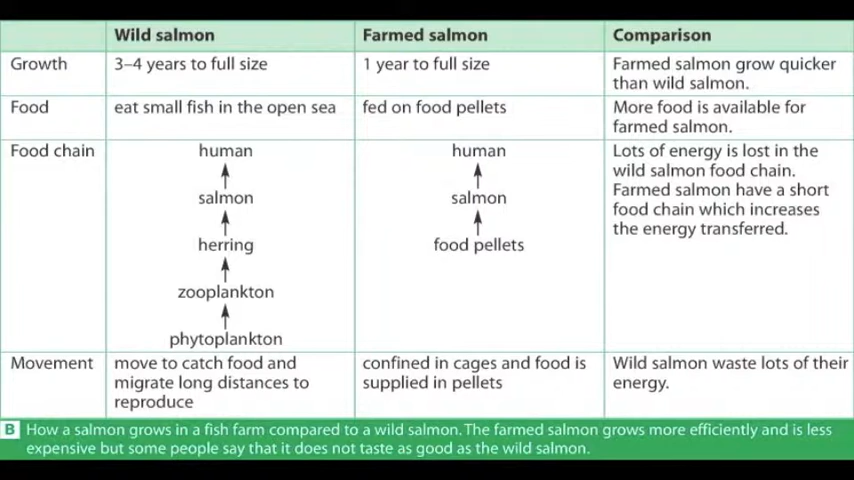 Wild salmon Farmed salmon Comparison
Growth 3–4 years to full size 1 year to full size Farmed salmon grow quicker
than wild salmon.
Food eat small fish in the open sea fed on food pellets More food is available for
farmed salmon.
Food chain human human Lots of energy is lost in the
wild salmon food chain.
salmon salmon Farmed salmon have a short
food chain which increases
herring food pellets the energy transferred.
zooplankton
phytoplankton
Movement move to catch food and confined in cages and food is Wild salmon waste lots of their
migrate long distances to supplied in pellets energy.
reproduce
B How a salmon grows in a fish farm compared to a wild salmon. The farmed salmon grows more efficiently and is less
expensive but some people say that it does not taste as good as the wild salmon.